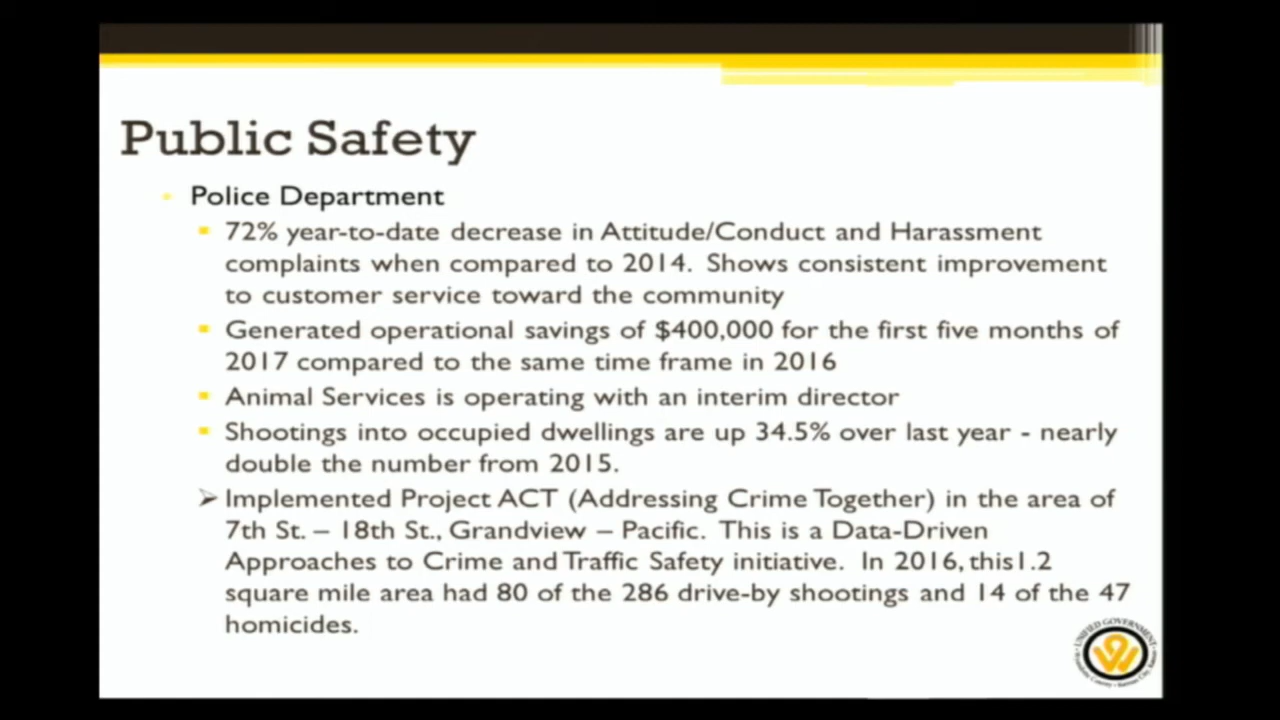 Public Safety
Police Department
72% year-to-date decrease in Attitude/Conduct and Harassment
complaints when compared to 2014. Shows consistent improvement
to customer service toward the community
Generated operational savings of $400,000 for the first five months of
2017 compared to the same time frame in 2016
Animal Services is operating with an interim director
Shootings into occupied dwellings are up 34.5% over last year - nearly
double the number from 2015.
Implemented Project ACT (Addressing Crime Together) in the area of
7th St. – 18th St., Grandview – Pacific. This is a Data-Driven
Approaches to Crime and Traffic Safety initiative. In 2016, this1.2
square mile area had 80 of the 286 drive-by shootings and 14 of the 47
homicides.
UNIFIED GOVERNMENT